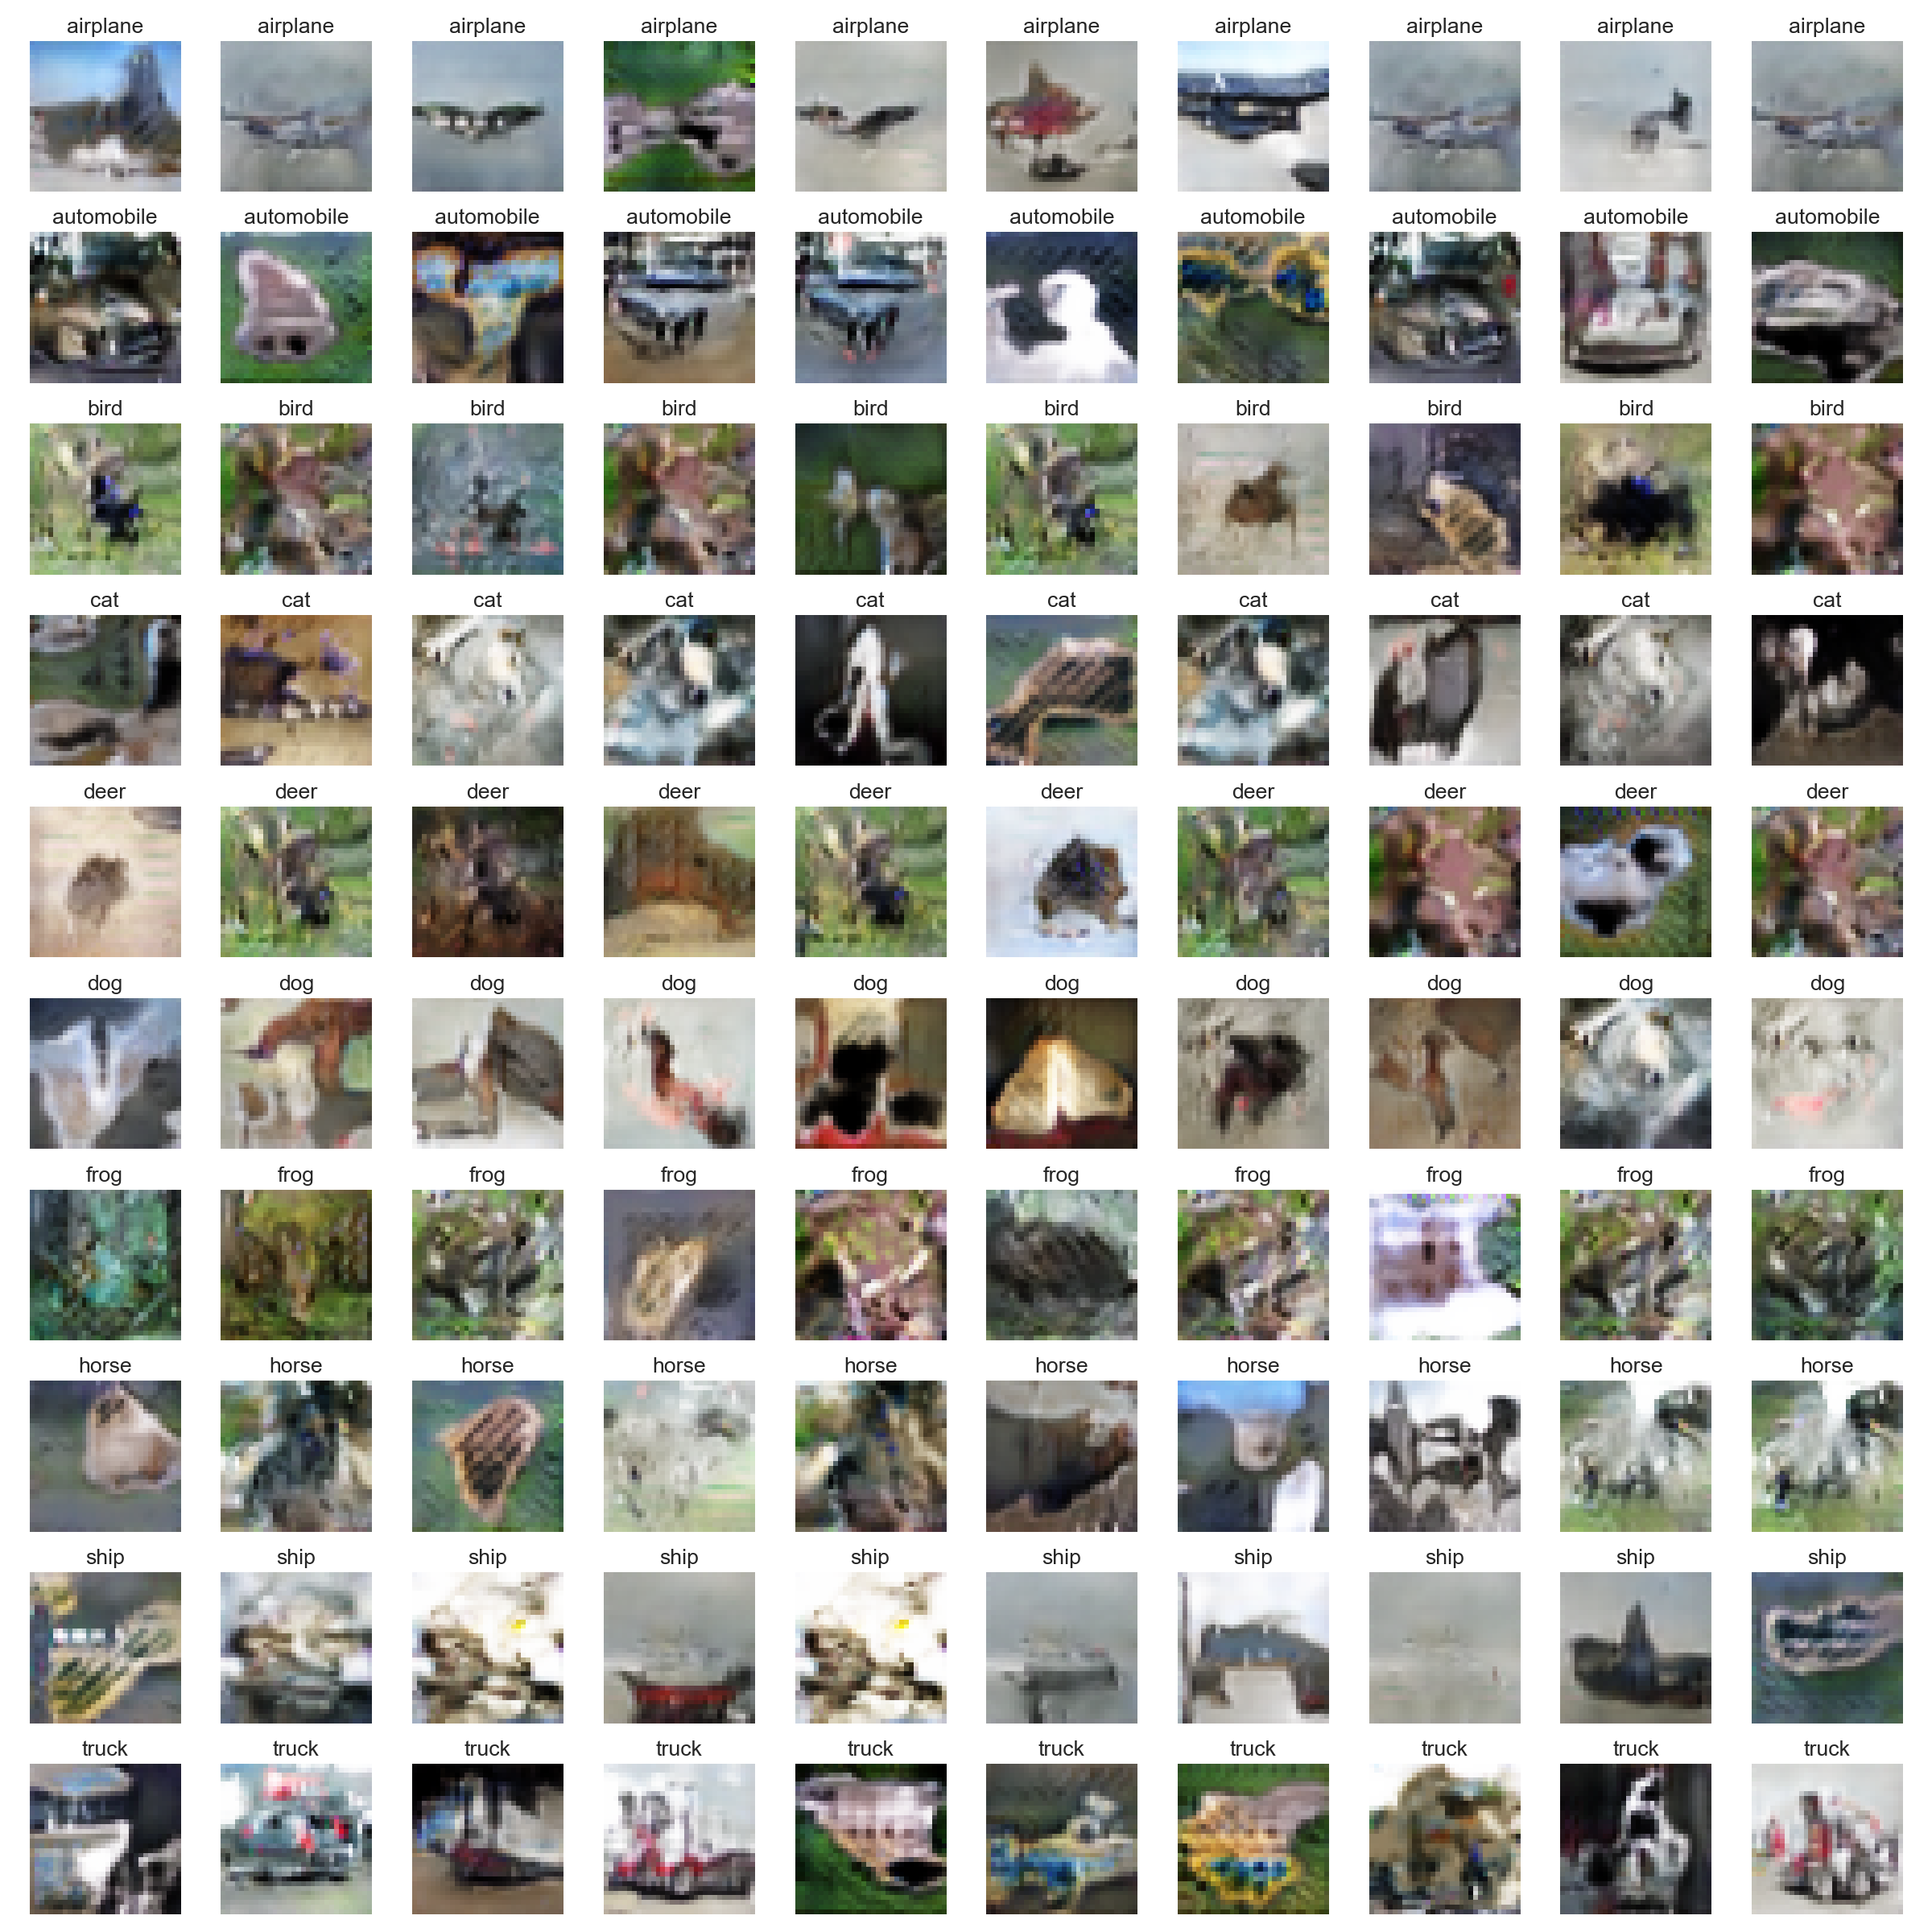 airplane airplane airplane airplane airplane airplane airplane airplane airplane airplane
automobile automobile automobile automobile automobile automobile automobile automobile automobile automobile
bird bird bird bird bird bird bird bird bird bird
cat cat cat cat cat cat cat cat cat cat
deer deer deer deer deer deer deer deer deer deer
dog dog dog dog dog dog dog dog dog dog
frog frog frog frog frog frog frog frog frog frog
horse horse horse horse horse horse horse horse horse horse
ship ship ship ship ship ship ship ship ship ship
truck truck truck truck truck truck truck truck truck truck